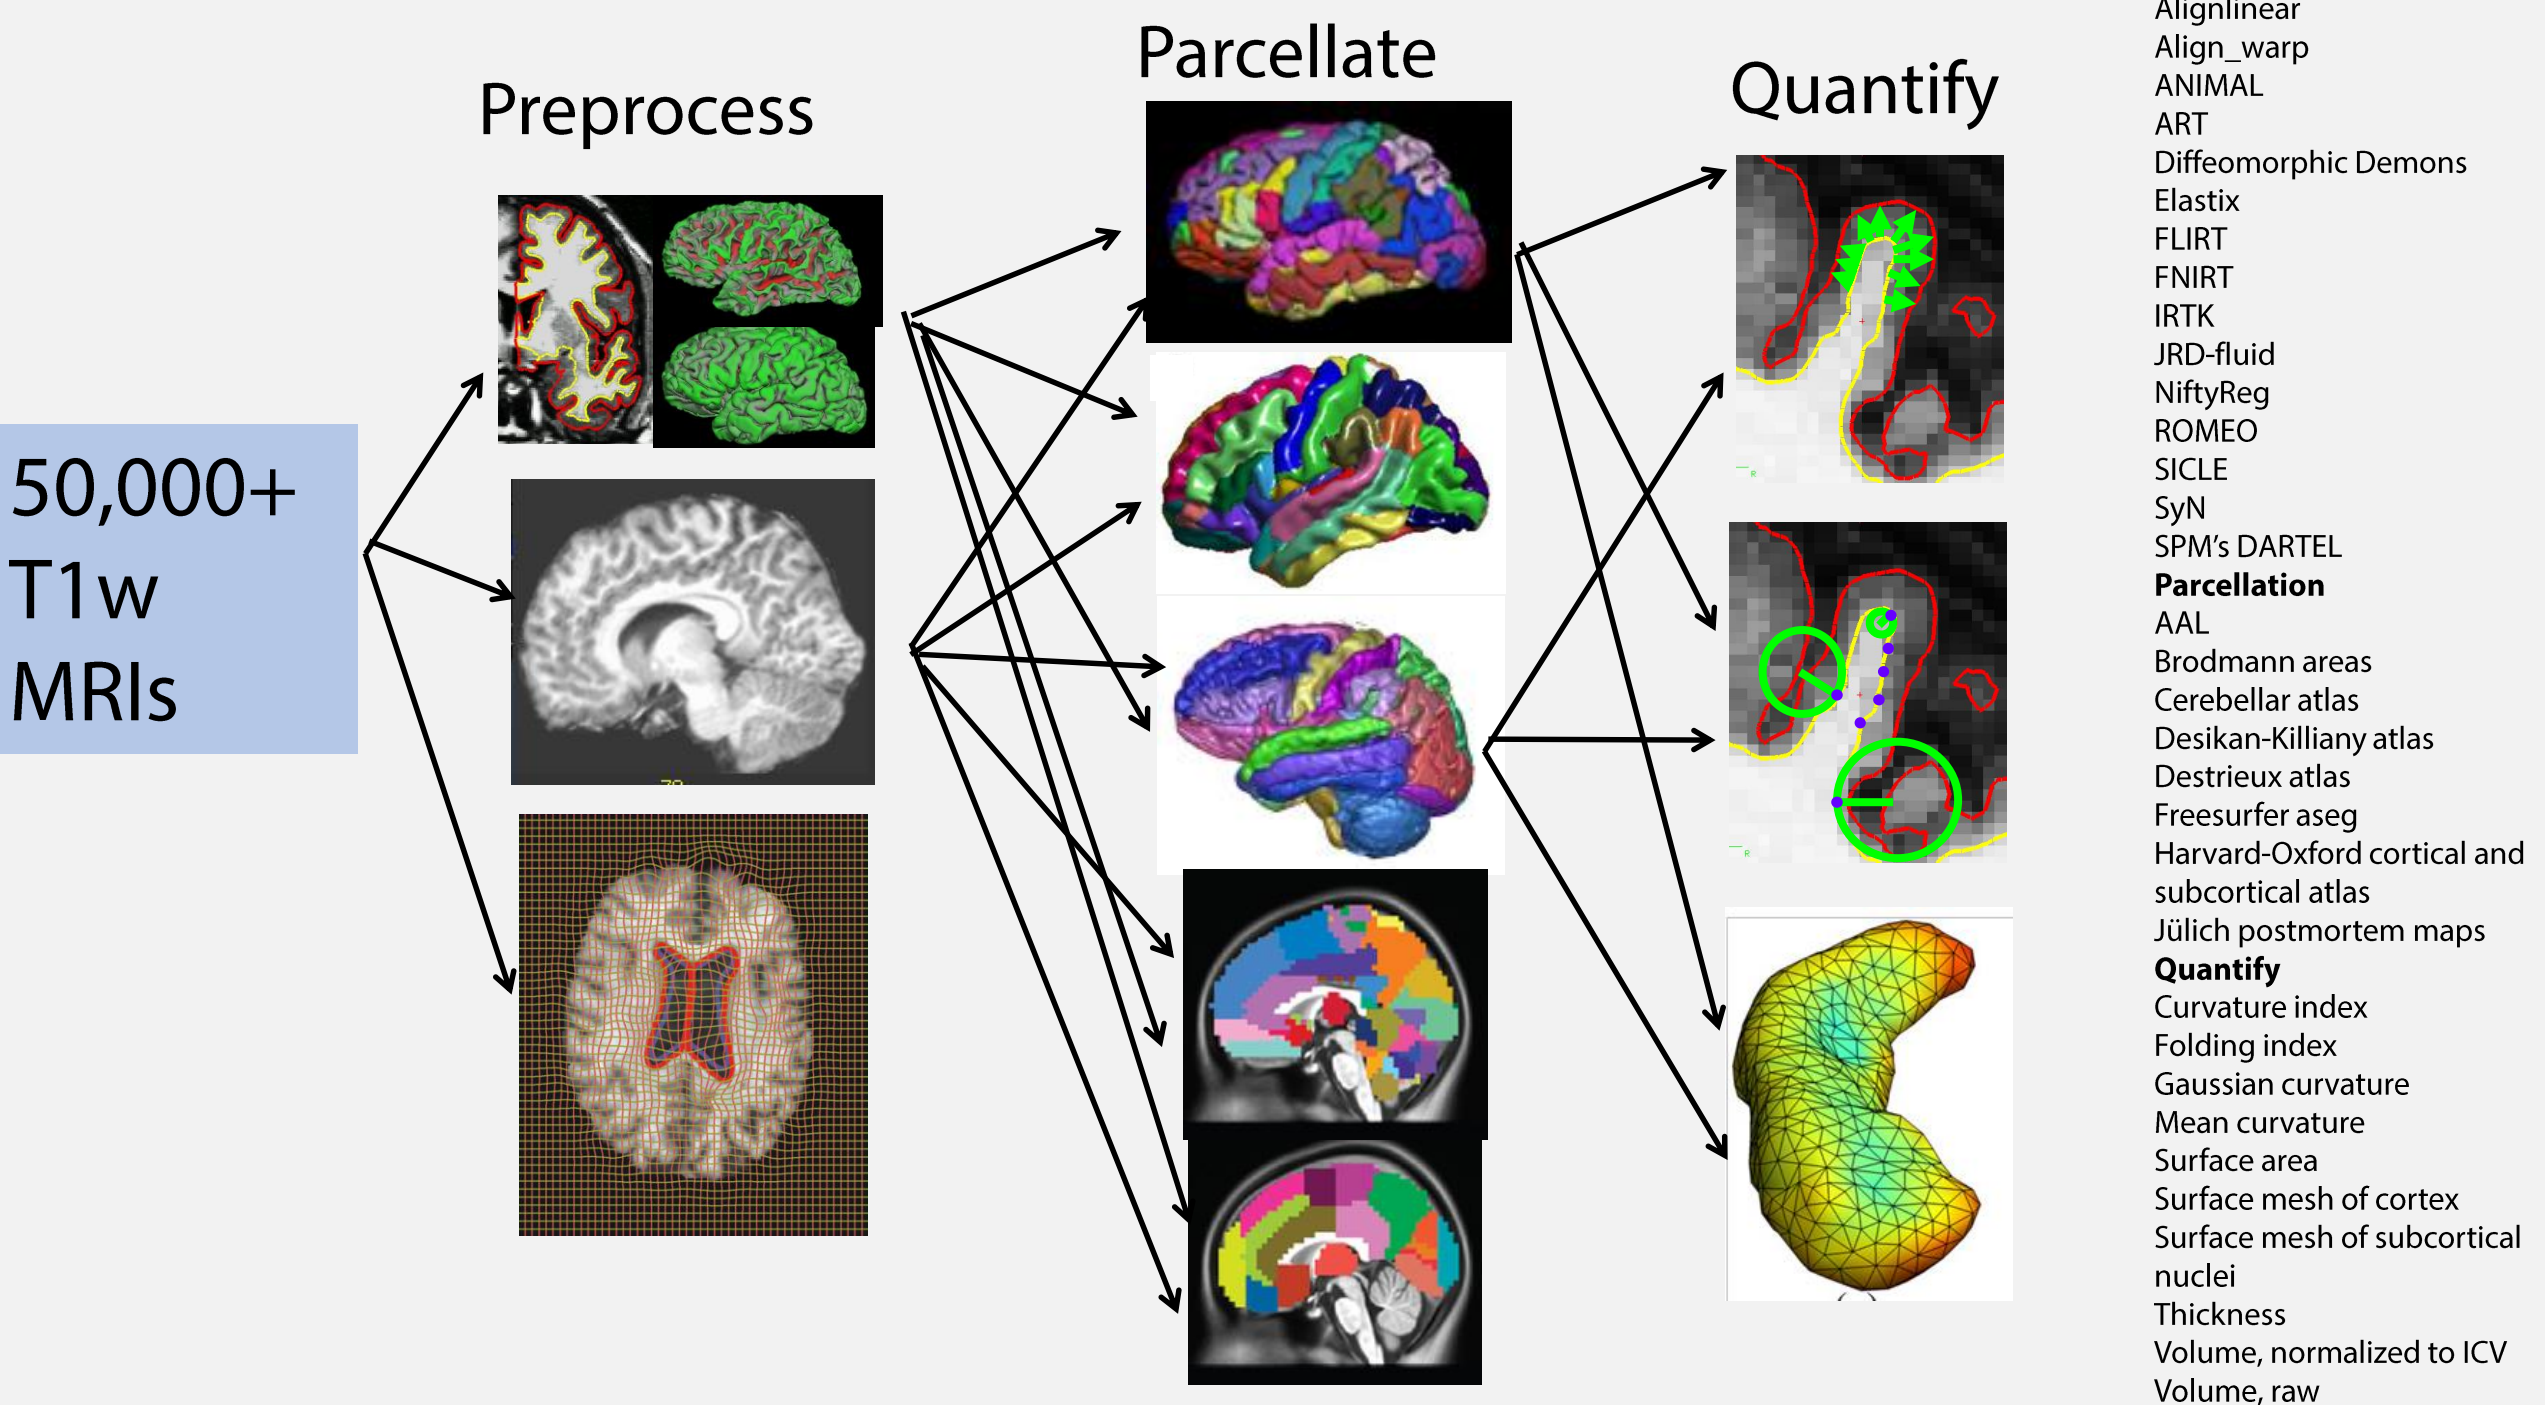 Preprocess
Parcellate
Quantify
50,000+
T1w
MRIs
R
R
Alignlinear
Align_warp
ANIMAL
ART
Diffeomorphic Demons
Elastix
FLIRT
FNIRT
IRTK
JRD-fluid
NiftyReg
ROMEO
SICLE
SyN
SPM’s DARTEL
Parcellation
AAL
Brodmann areas
Cerebellar atlas
Desikan-Killiany atlas
Destrieux atlas
Freesurfer aseg
Harvard-Oxford cortical and
subcortical atlas
Jülich postmortem maps
Quantify
Curvature index
Folding index
Gaussian curvature
Mean curvature
Surface area
Surface mesh of cortex
Surface mesh of subcortical
nuclei
Thickness
Volume, normalized to ICV
Volume, raw